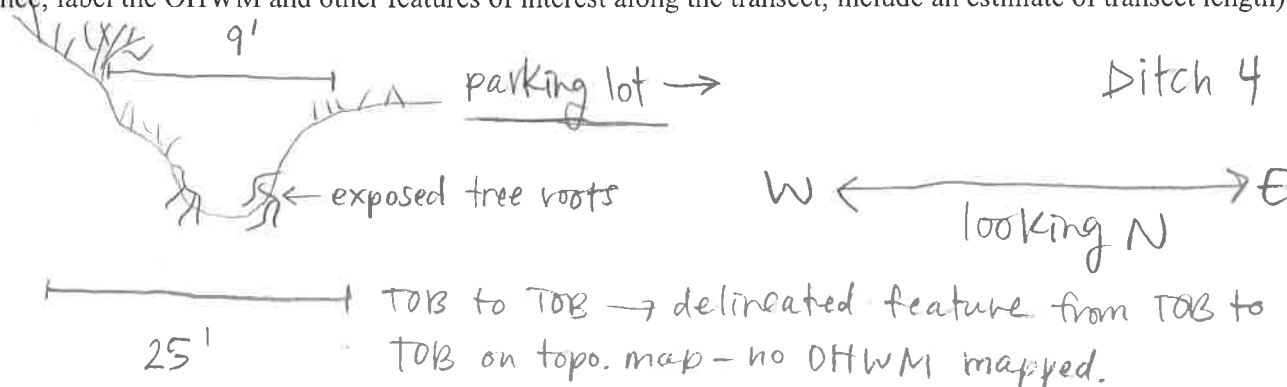 nce, label the OHWM and other features of interest along the transect; include an estimate of transect length)
9'
parking lot →
Ditch 4
← exposed tree roots
W ↔ E
looking N
25'
TOB to TOB → delineated feature from TOB to
TOB on topo. map - no OHWM mapped.